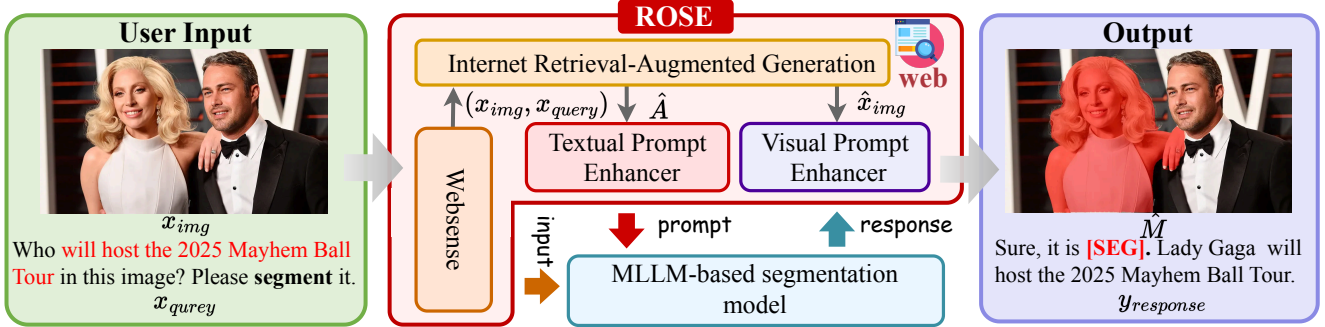 User Input
x_img
Who will host the 2025 Mayhem Ball
Tour in this image? Please segment it.
x_qurey
ROSE
Internet Retrieval-Augmented Generation
web
(x_img, x_query)
Â
x̂_img
Websense
Textual Prompt
Enhancer
Visual Prompt
Enhancer
input
prompt
response
MLLM-based segmentation
model
Output
M̂
Sure, it is [SEG]. Lady Gaga will
host the 2025 Mayhem Ball Tour.
y_response